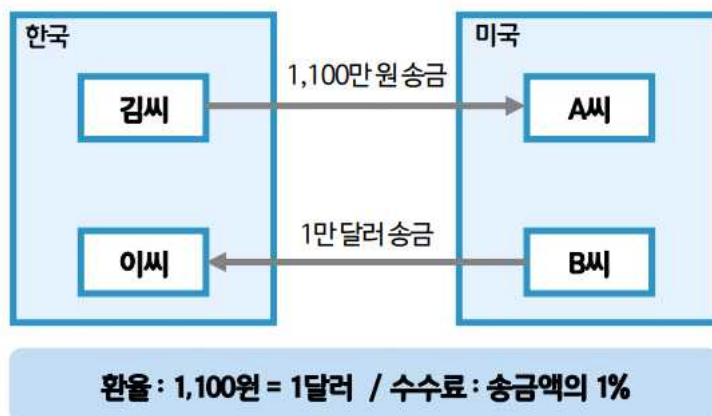 한국
미국
1,100만 원 송금
김씨
A씨
1만 달러 송금
이씨
B씨
환율 : 1,100원 = 1달러 / 수수료 : 송금액의 1%